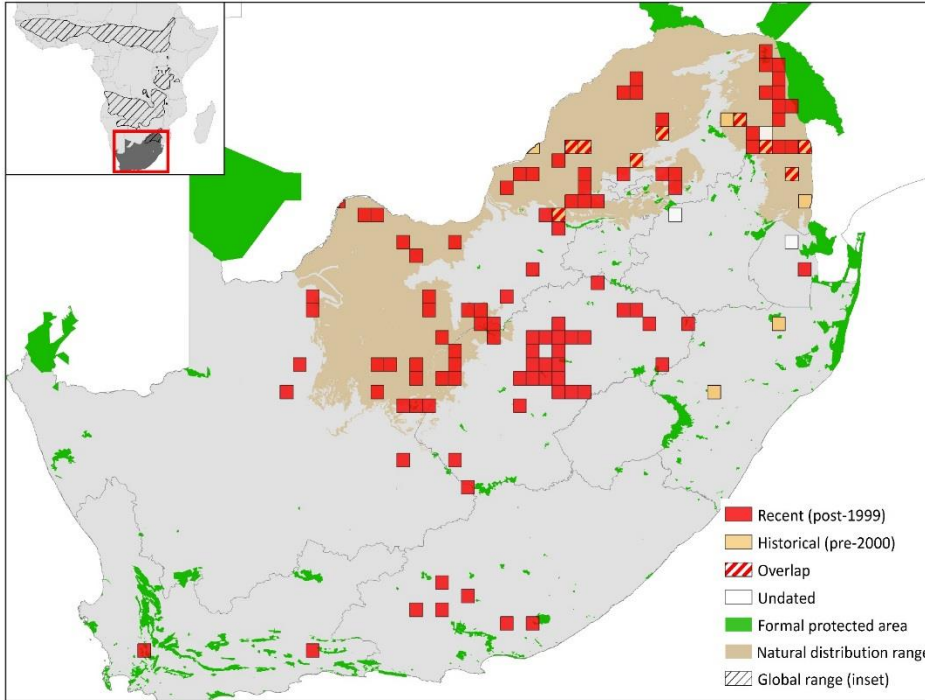 Recent (post-1999)
Historical (pre-2000)
Overlap
Undated
Formal protected area
Natural distribution range
Global range (inset)